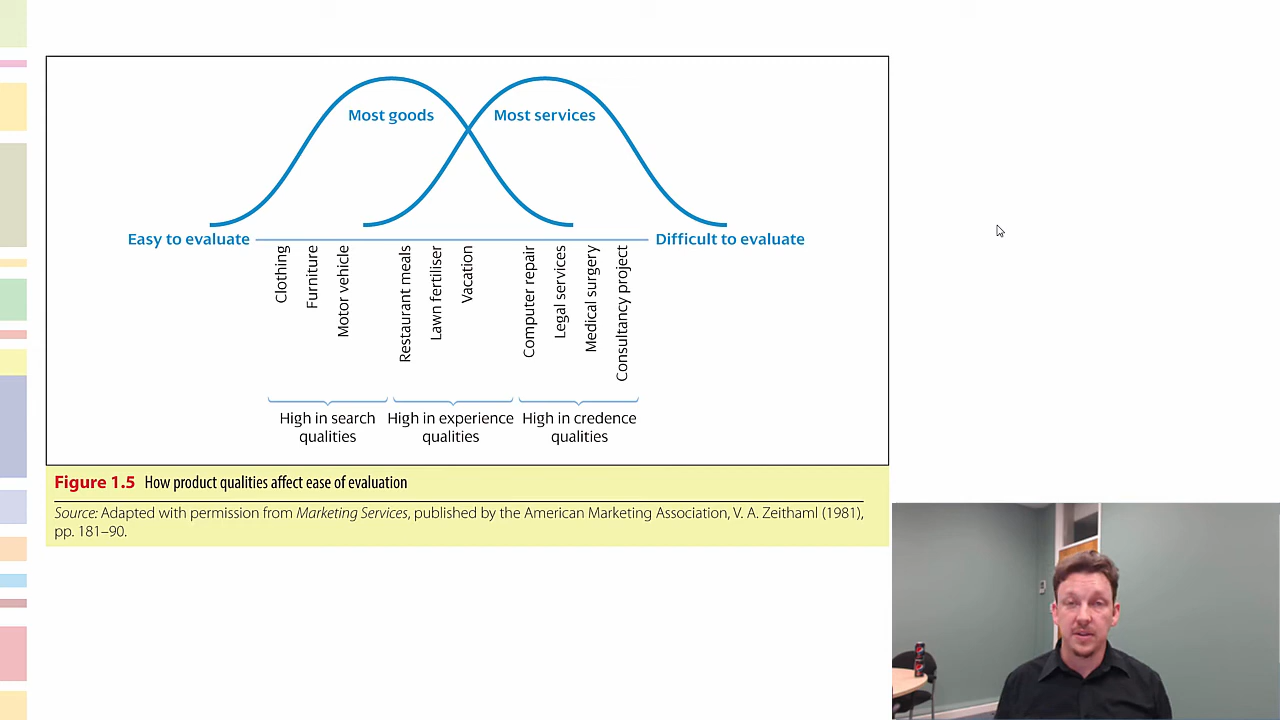 Most goods
Most services
Easy to evaluate
Difficult to evaluate
Clothing
Furniture
Motor vehicle
Restaurant meals
Lawn fertiliser
Vacation
Computer repair
Legal services
Medical surgery
Consultancy project
High in search
qualities
High in experience
qualities
High in credence
qualities
Figure 1.5 How product qualities affect ease of evaluation
Source: Adapted with permission from Marketing Services, published by the American Marketing Association, V. A. Zeithaml (1981),
pp. 181–90.